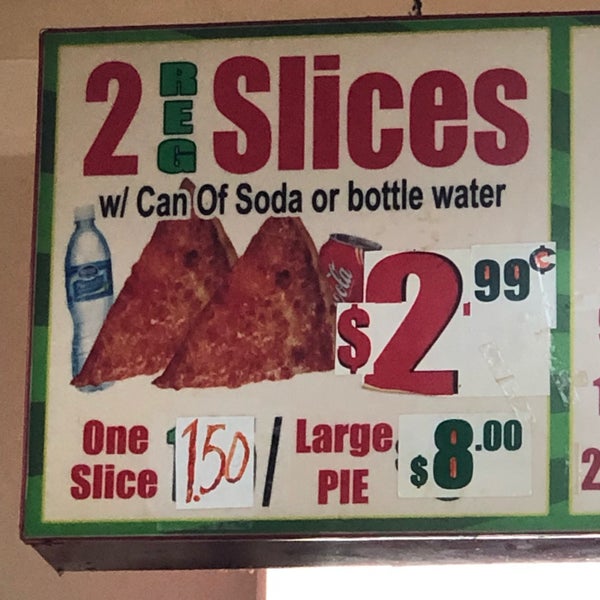 2 REG Slices
w/ Can Of Soda or bottle water
$2.99¢
One Slice 1.50 / Large PIE $8.00
2